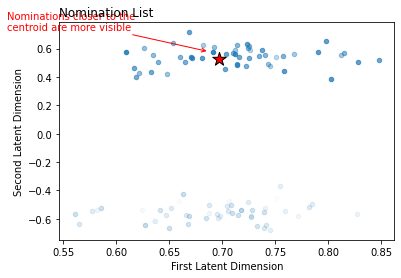 Nomination List
Nominations closer to the
centroid are more visible
Second Latent Dimension
0.6
0.4
0.2
0.0
−0.2
−0.4
−0.6
0.55
0.60
0.65
0.70
0.75
0.80
0.85
First Latent Dimension